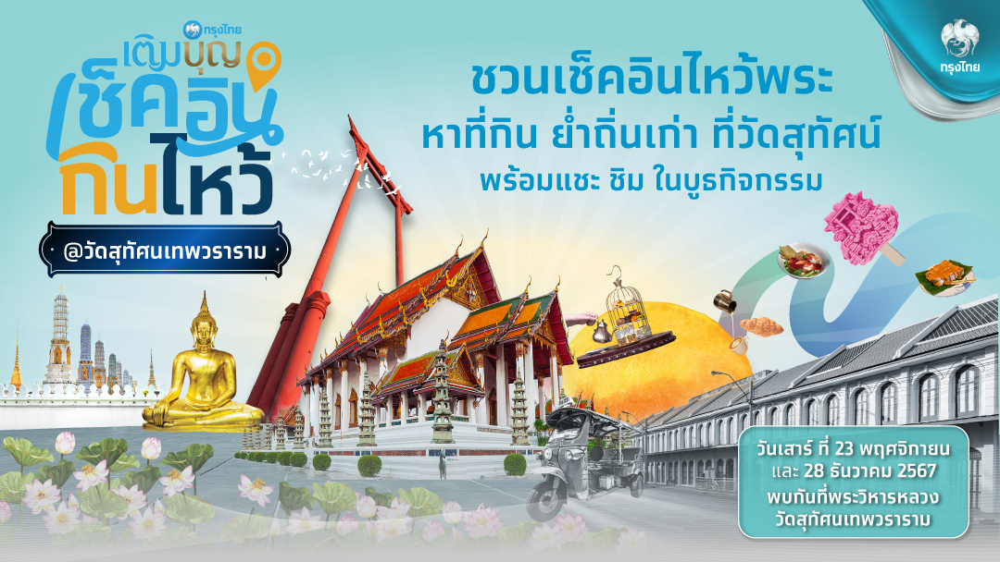 กรุงไทย
เติมบุญ
เช็คอิน
กินไหว้
@วัดสุทัศนเทพวราราม
ชวนเช็คอินไหว้พระ
หาที่กิน ย่ำถิ่นเก่า ที่วัดสุทัศน์
พร้อมแชะ ชิม ในบูธกิจกรรม
กรุงไทย
วันเสาร์ ที่ 23 พฤศจิกายน
และ 28 ธันวาคม 2567
พบกันที่พระวิหารหลวง
วัดสุทัศนเทพวราราม